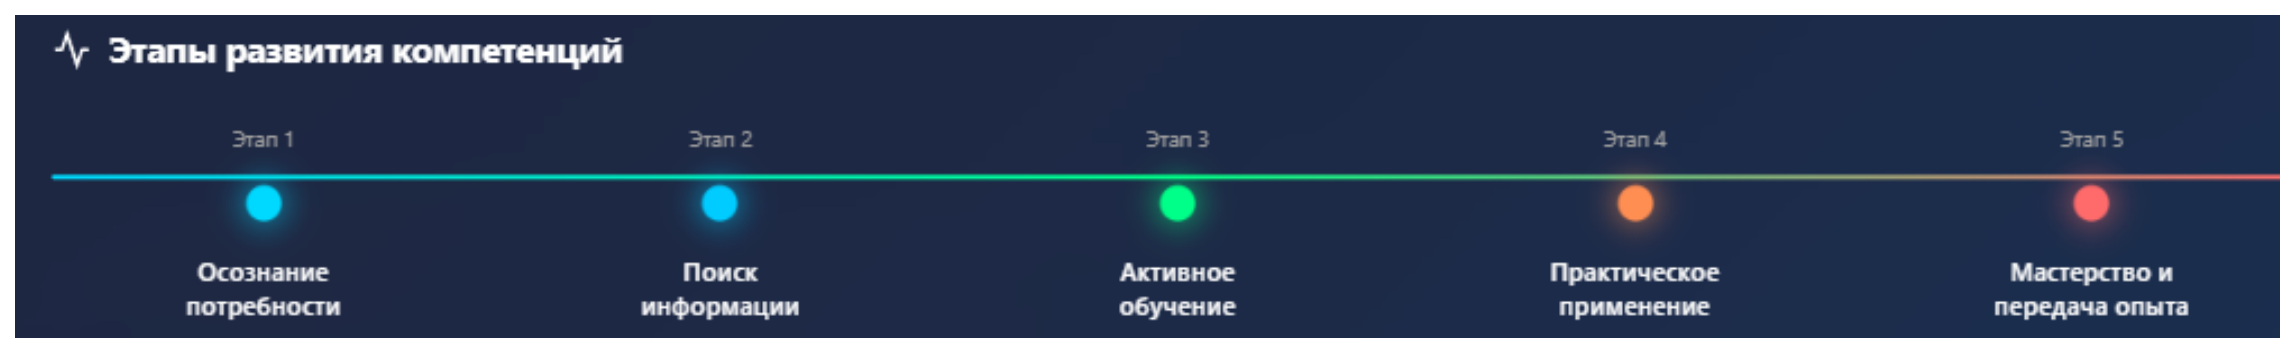 Этапы развития компетенций
Этап 1
Этап 2
Этап 3
Этап 4
Этап 5
Осознание
потребности
Поиск
информации
Активное
обучение
Практическое
применение
Мастерство и
передача опыта